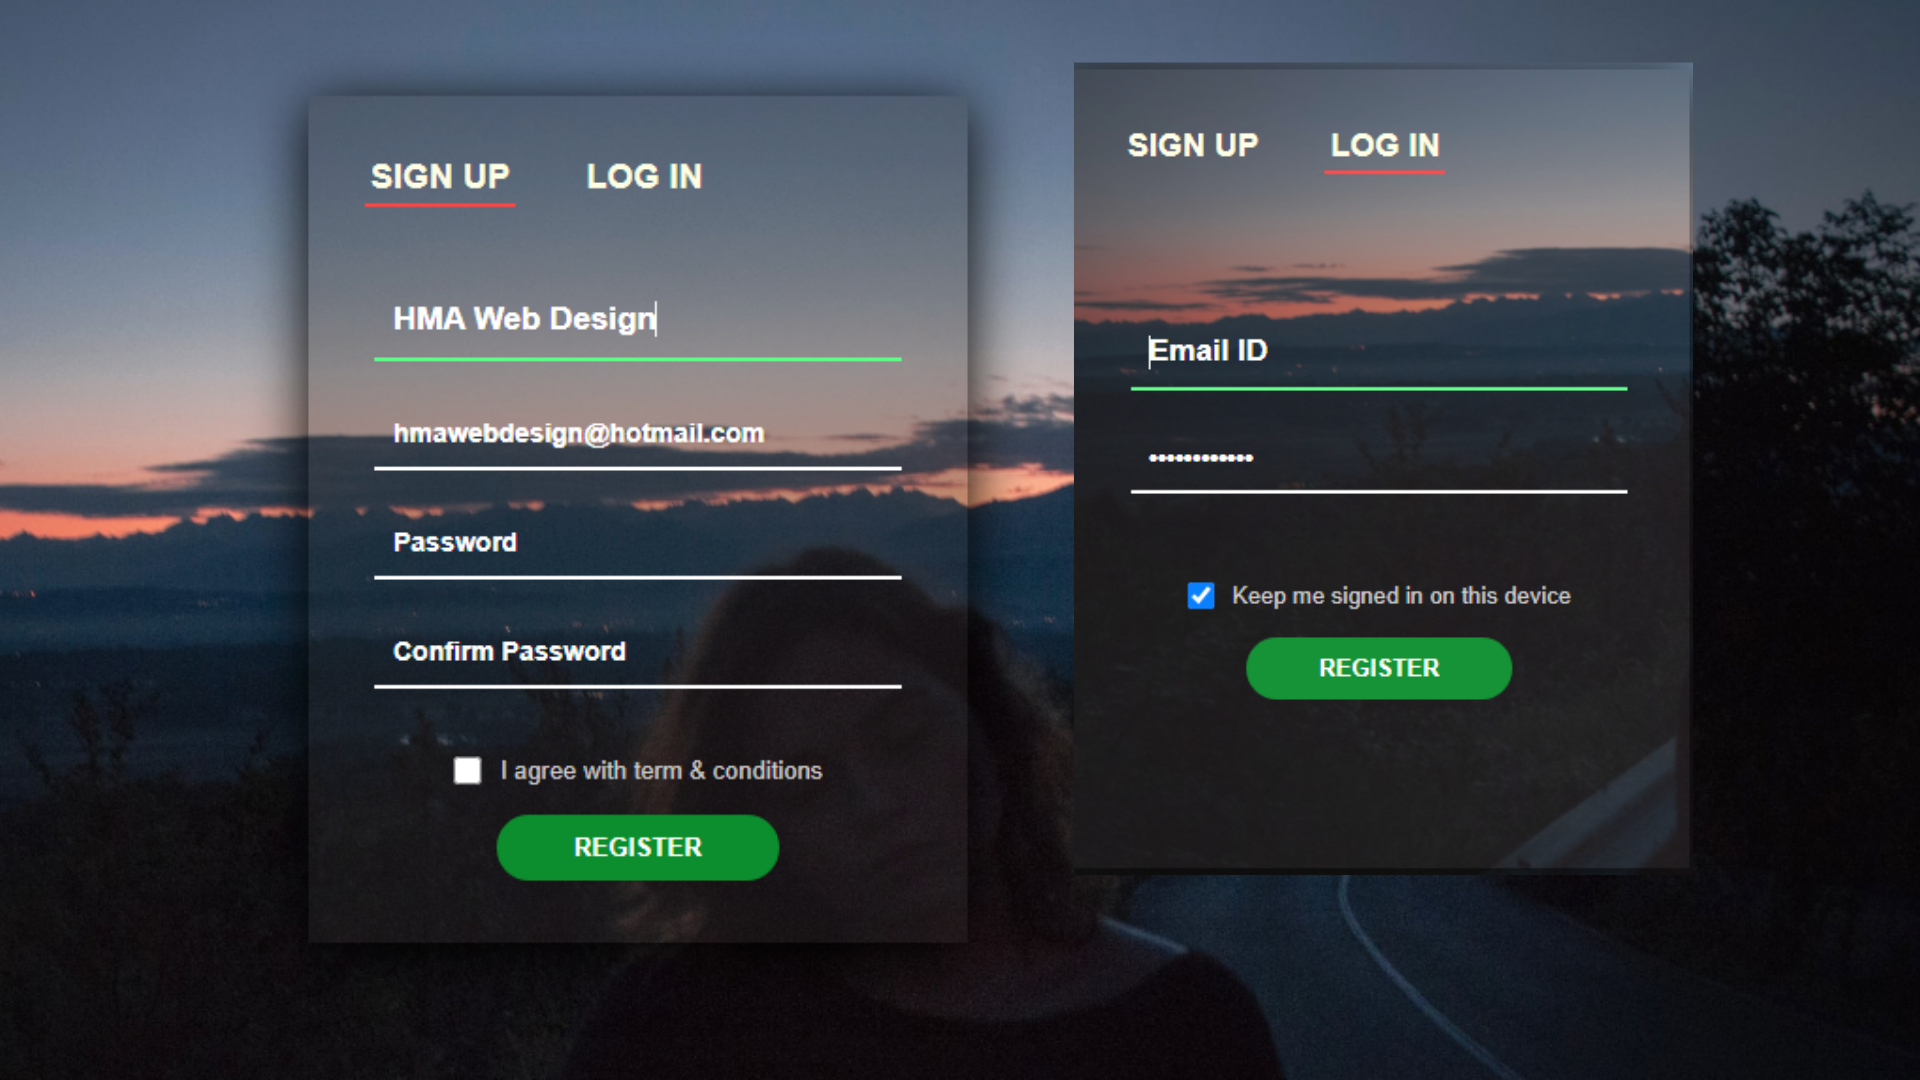 SIGN UP LOG IN
HMA Web Design
hmawebdesign@hotmail.com
Password
Confirm Password
I agree with term & conditions
REGISTER
SIGN UP LOG IN
Email ID
••••••••••••
Keep me signed in on this device
REGISTER